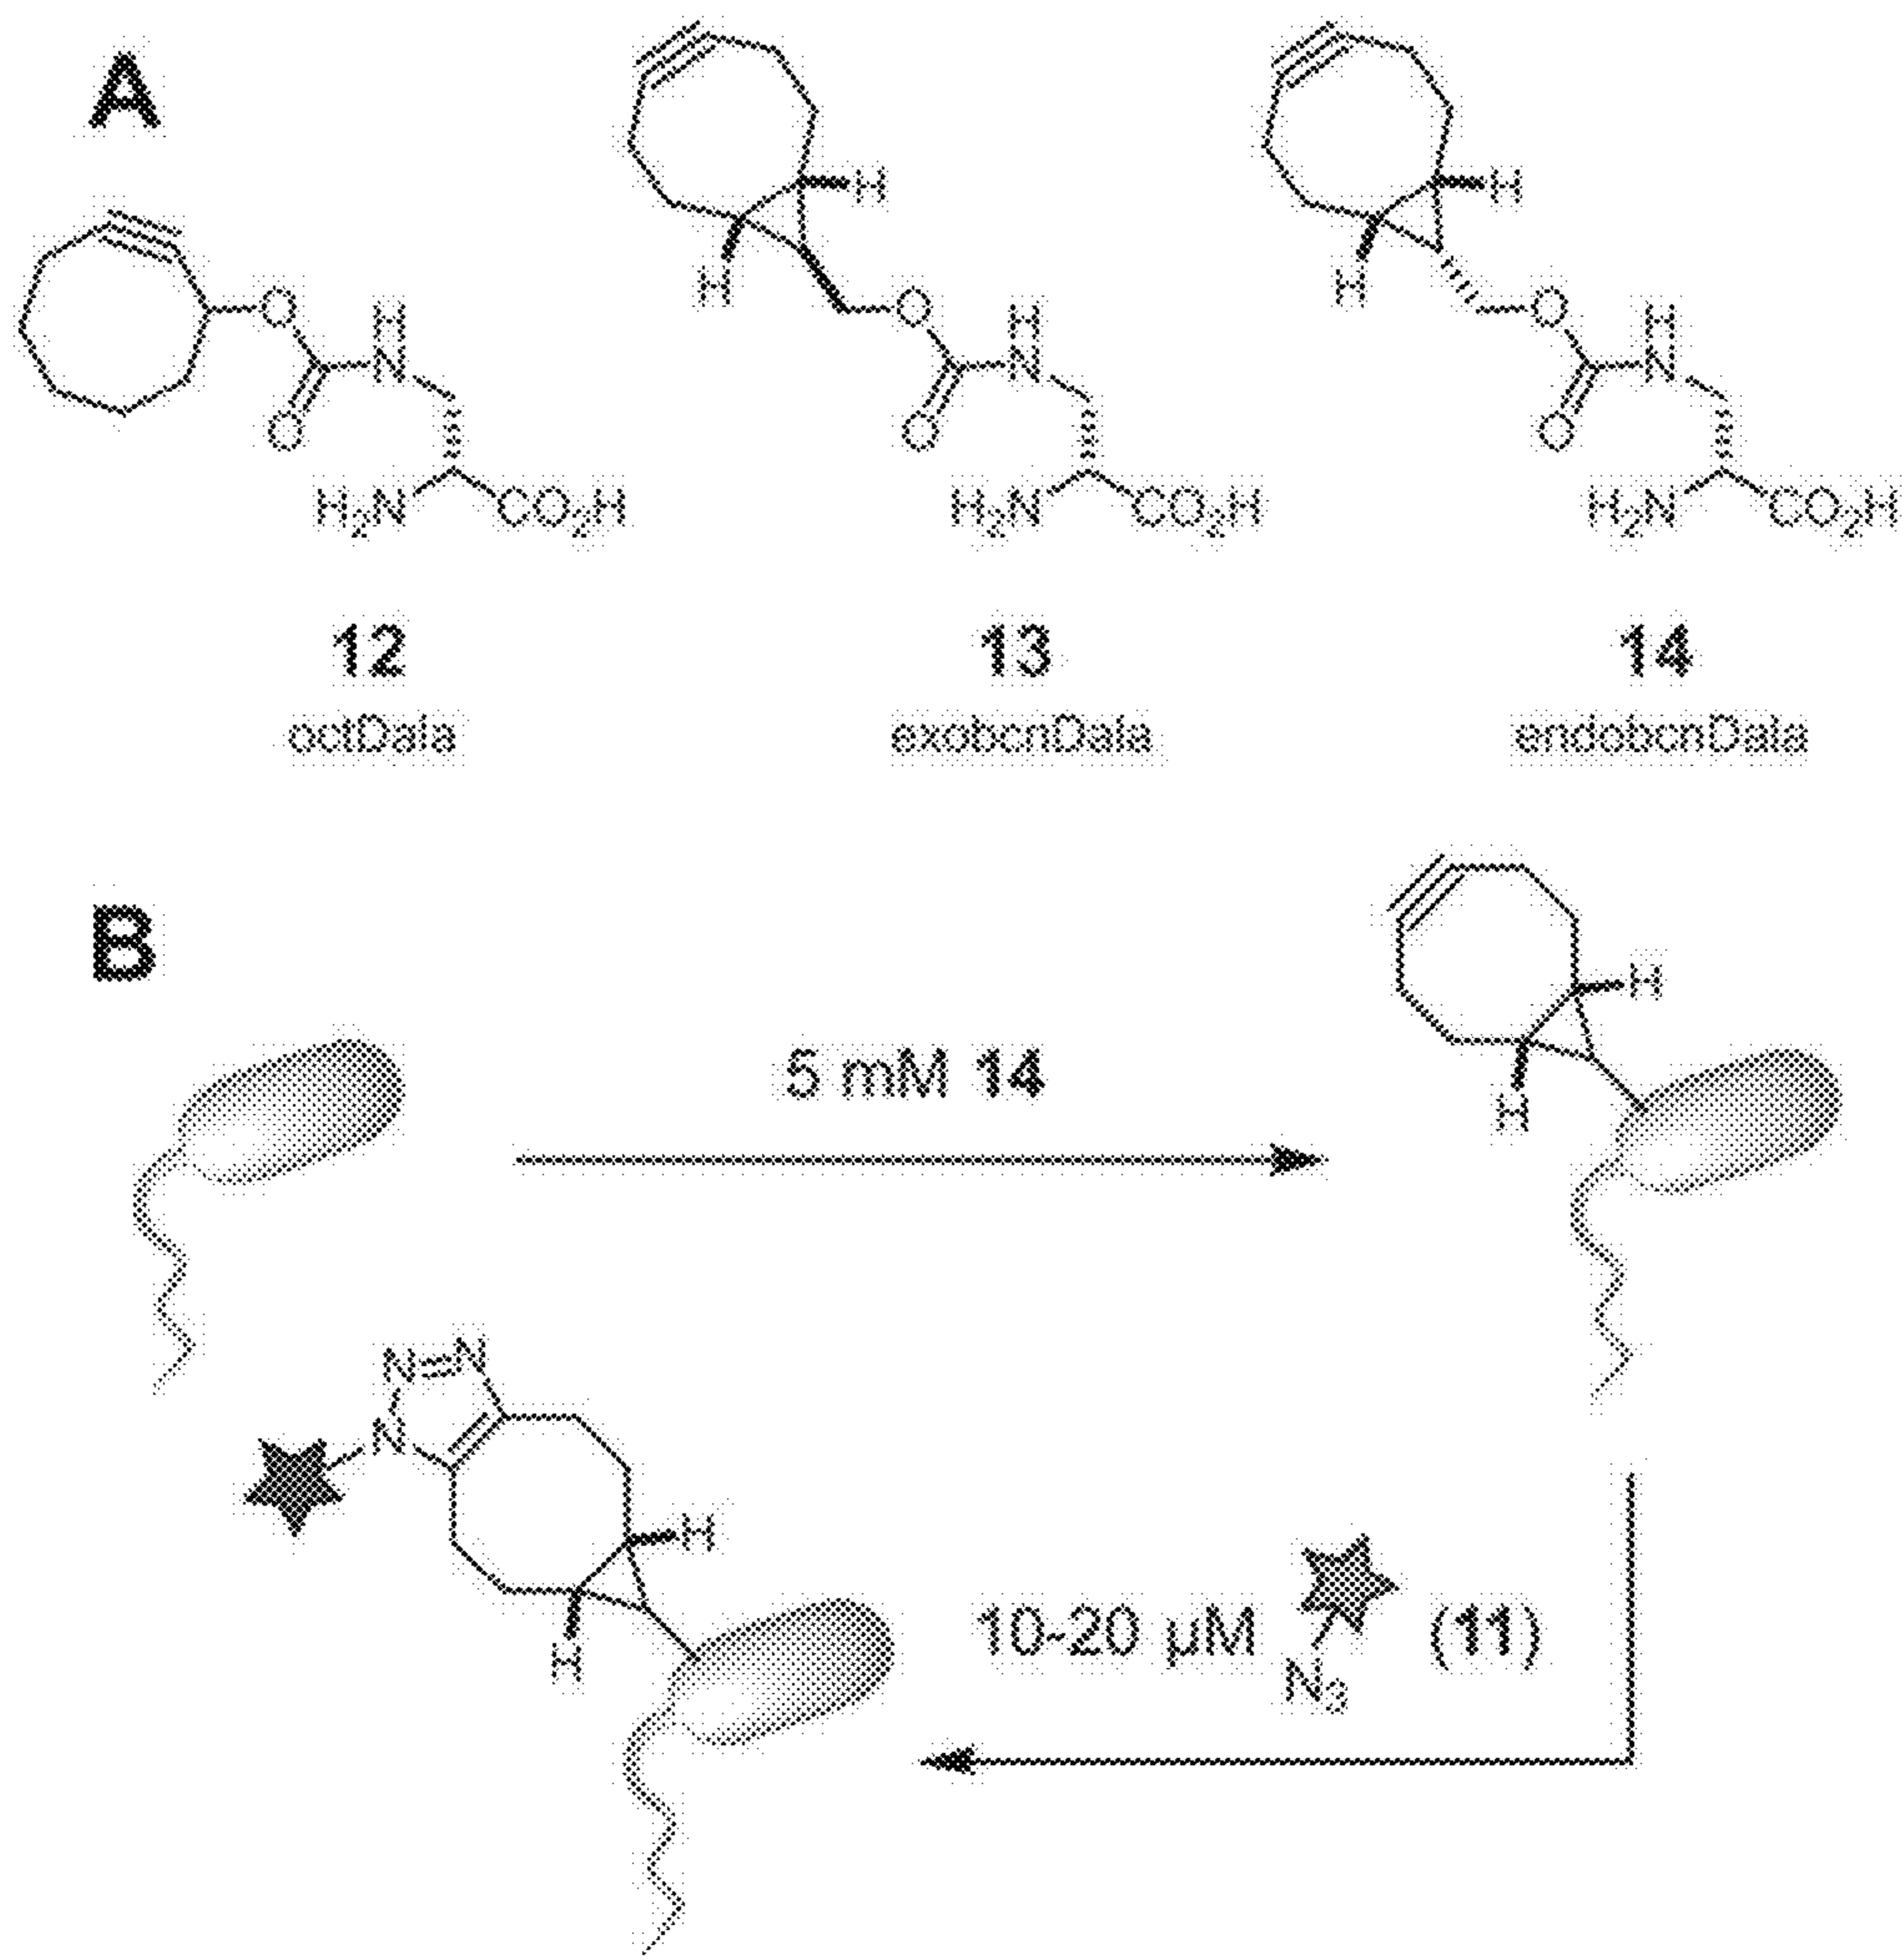 A
H
H
O
H
N
O
H₂N
CO₂H
H
H
O
H
N
O
H₂N
CO₂H
O
H
N
O
H₂N
CO₂H
12
13
14
octDala
exobcnDala
endobcnDala
B
H
H
5 mM 14
N=N
N
H
H
10-20 µM
N₃
(11)